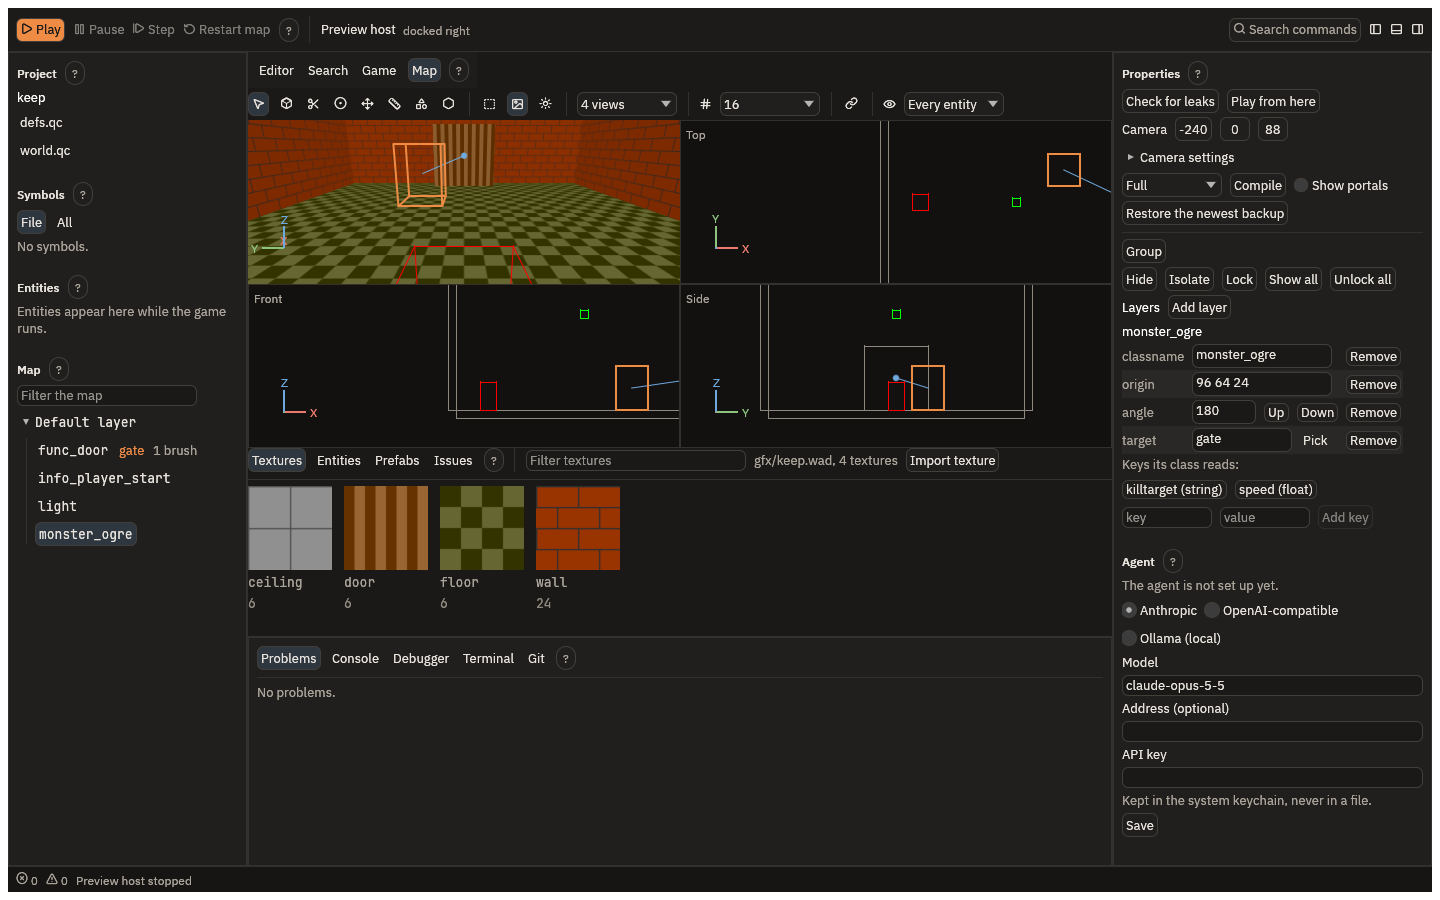 Play Pause Step Restart map ? Preview host docked right Search commands
Project ?
keep
defs.qc
world.qc
Symbols ?
File All
No symbols.
Entities ?
Entities appear here while the game
runs.
Map ?
Filter the map
Default layer
func_door gate 1 brush
info_player_start
light
monster_ogre
Editor Search Game Map ?
4 views 16 Every entity
Z
Y X
Top
Y
X
Front
Z
X
Side
Z
Y
Textures Entities Prefabs Issues ? Filter textures gfx/keep.wad, 4 textures Import texture
ceiling door floor wall
6 6 6 24
Problems Console Debugger Terminal Git ?
No problems.
Properties ?
Check for leaks Play from here
Camera -240 0 88
Camera settings
Full Compile Show portals
Restore the newest backup
Group
Hide Isolate Lock Show all Unlock all
Layers Add layer
monster_ogre
classname monster_ogre Remove
origin 96 64 24 Remove
angle 180 Up Down Remove
target gate Pick Remove
Keys its class reads:
killtarget (string) speed (float)
key value Add key
Agent ?
The agent is not set up yet.
Anthropic OpenAI-compatible
Ollama (local)
Model
claude-opus-5-5
Address (optional)
API key
Kept in the system keychain, never in a file.
Save
0 0 Preview host stopped